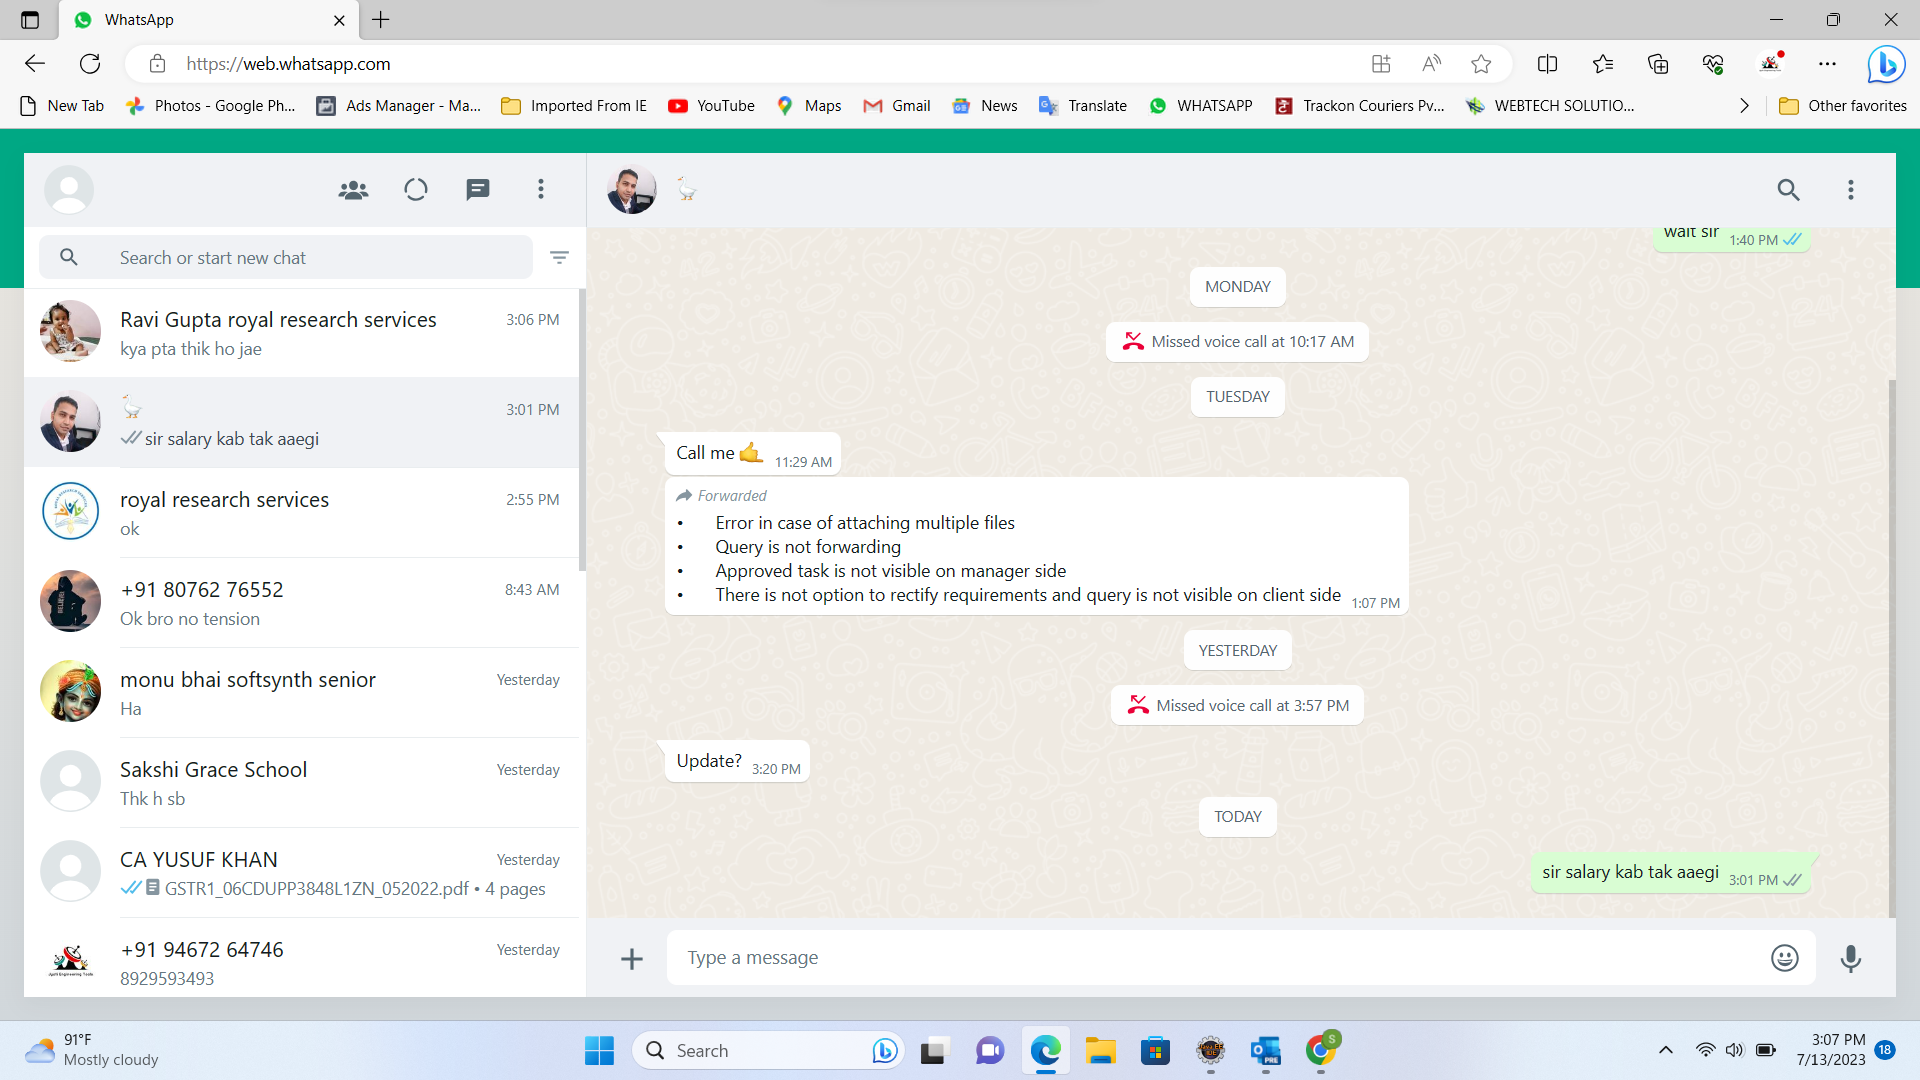 WhatsApp
https://web.whatsapp.com
New Tab
Photos - Google Ph...
Ads Manager - Ma...
Imported From IE
YouTube
Maps
Gmail
News
Translate
WHATSAPP
Trackon Couriers Pv...
WEBTECH SOLUTIO...
Other favorites
Search or start new chat
Ravi Gupta royal research services 3:06 PM
kya pta thik ho jae
3:01 PM
sir salary kab tak aaegi
royal research services 2:55 PM
ok
+91 80762 76552 8:43 AM
Ok bro no tension
monu bhai softsynth senior Yesterday
Ha
Sakshi Grace School Yesterday
Thk h sb
CA YUSUF KHAN Yesterday
GSTR1_06CDUPP3848L1ZN_052022.pdf • 4 pages
+91 94672 64746 Yesterday
8929593493
wait sir 1:40 PM
MONDAY
Missed voice call at 10:17 AM
TUESDAY
Call me 🤙 11:29 AM
Forwarded
• Error in case of attaching multiple files
• Query is not forwarding
• Approved task is not visible on manager side
• There is not option to rectify requirements and query is not visible on client side 1:07 PM
YESTERDAY
Missed voice call at 3:57 PM
Update? 3:20 PM
TODAY
sir salary kab tak aaegi 3:01 PM
Type a message
91°F
Mostly cloudy
Search
3:07 PM
7/13/2023
18